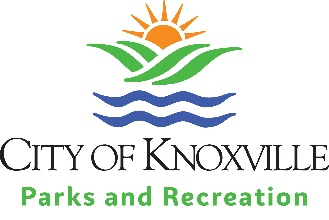 CITY OF KNOXVILLE
Parks and Recreation